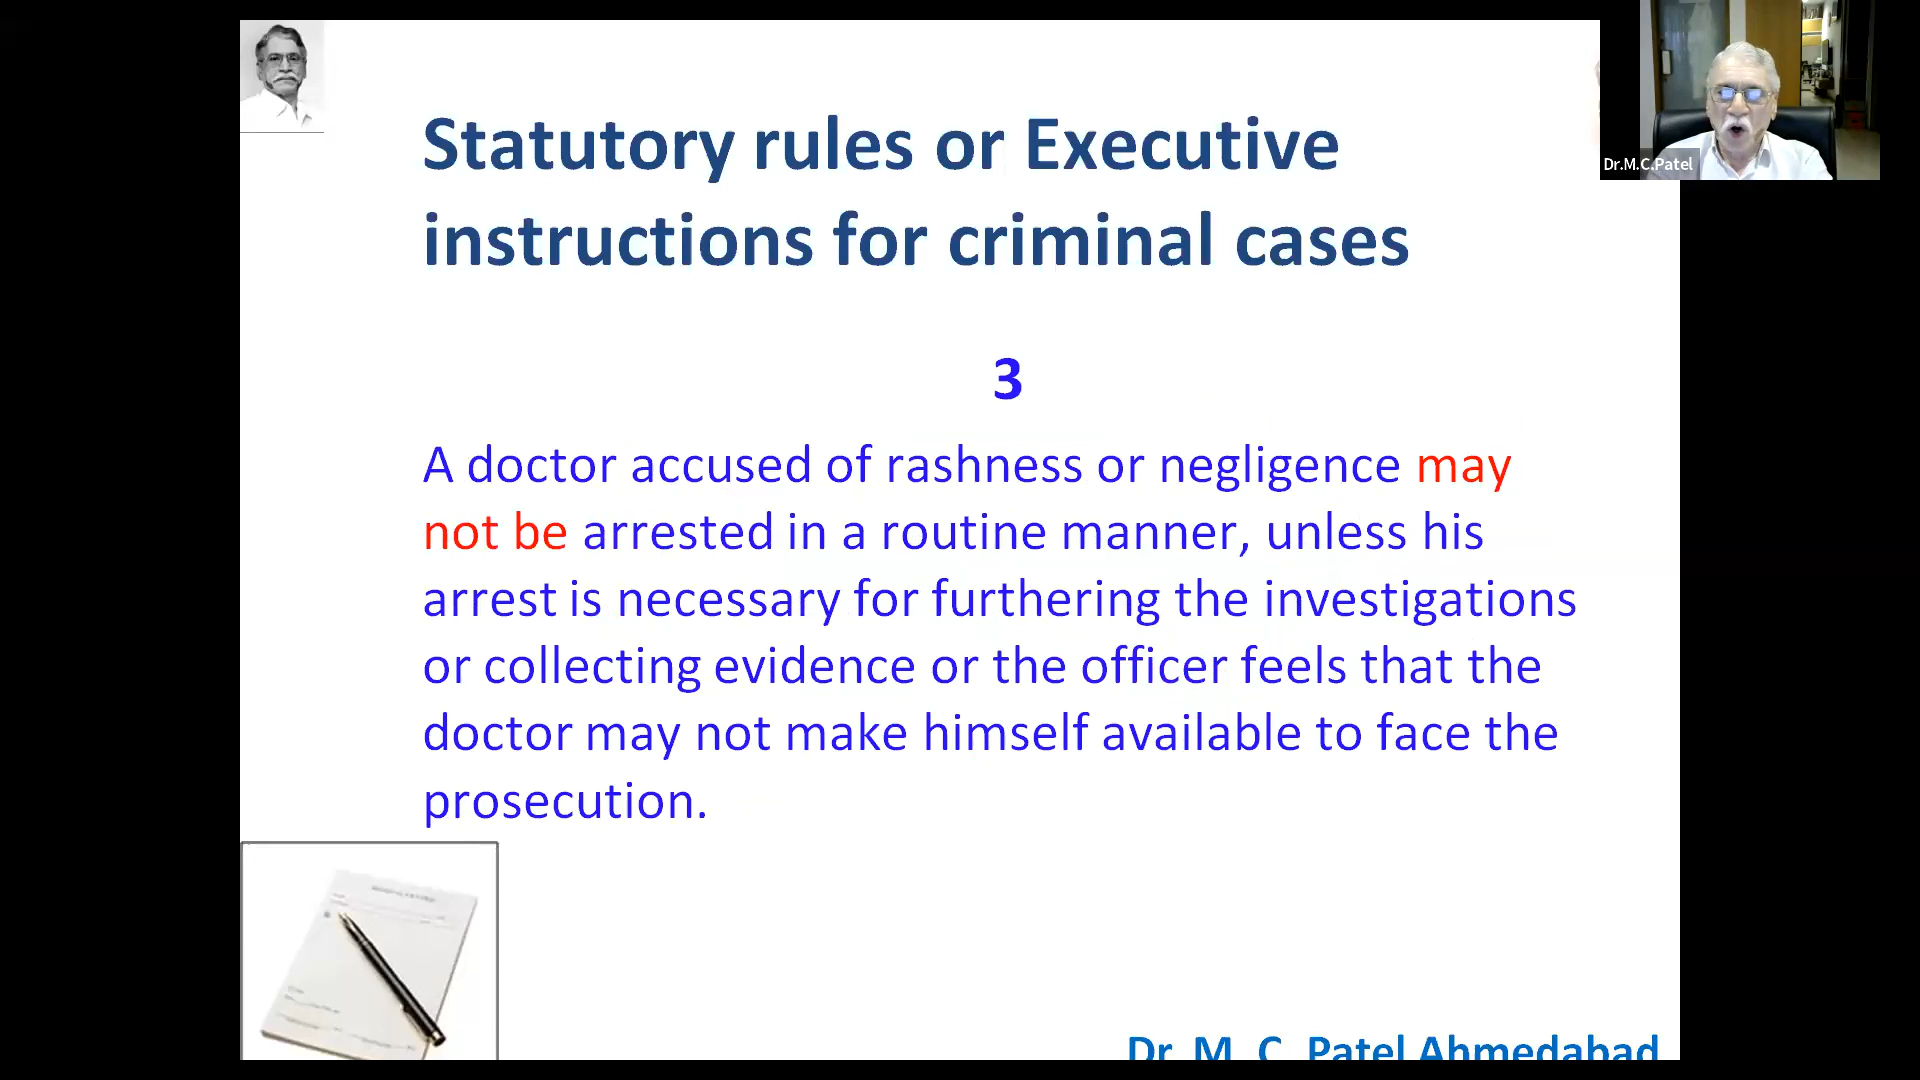 Statutory rules or Executive
instructions for criminal cases
3
A doctor accused of rashness or negligence may
not be arrested in a routine manner, unless his
arrest is necessary for furthering the investigations
or collecting evidence or the officer feels that the
doctor may not make himself available to face the
prosecution.
Dr. M. C. Patel Ahmedabad
Dr.M.C.Patel